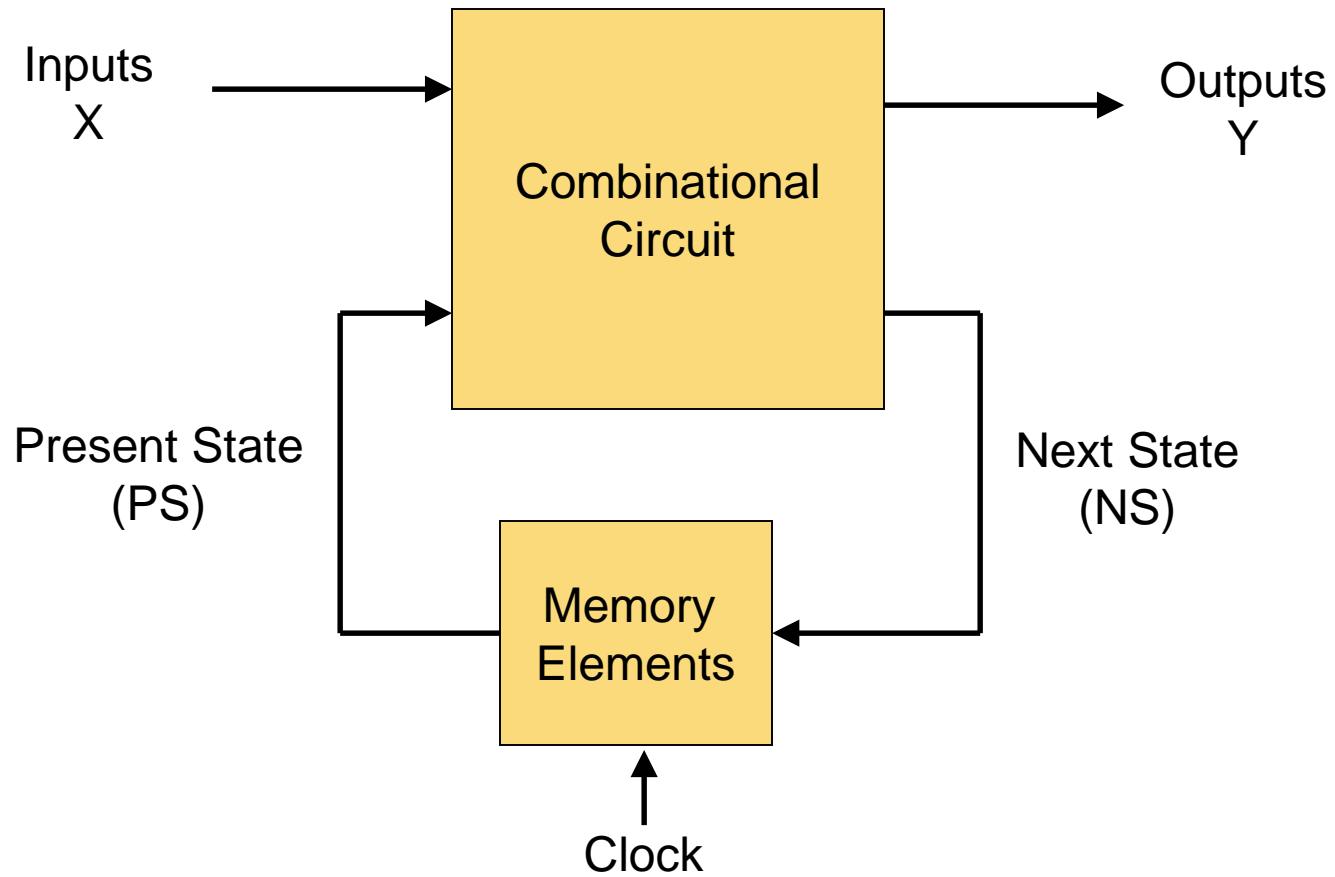 Inputs
X
Outputs
Y
Combinational
Circuit
Present State
(PS)
Next State
(NS)
Memory
Elements
Clock